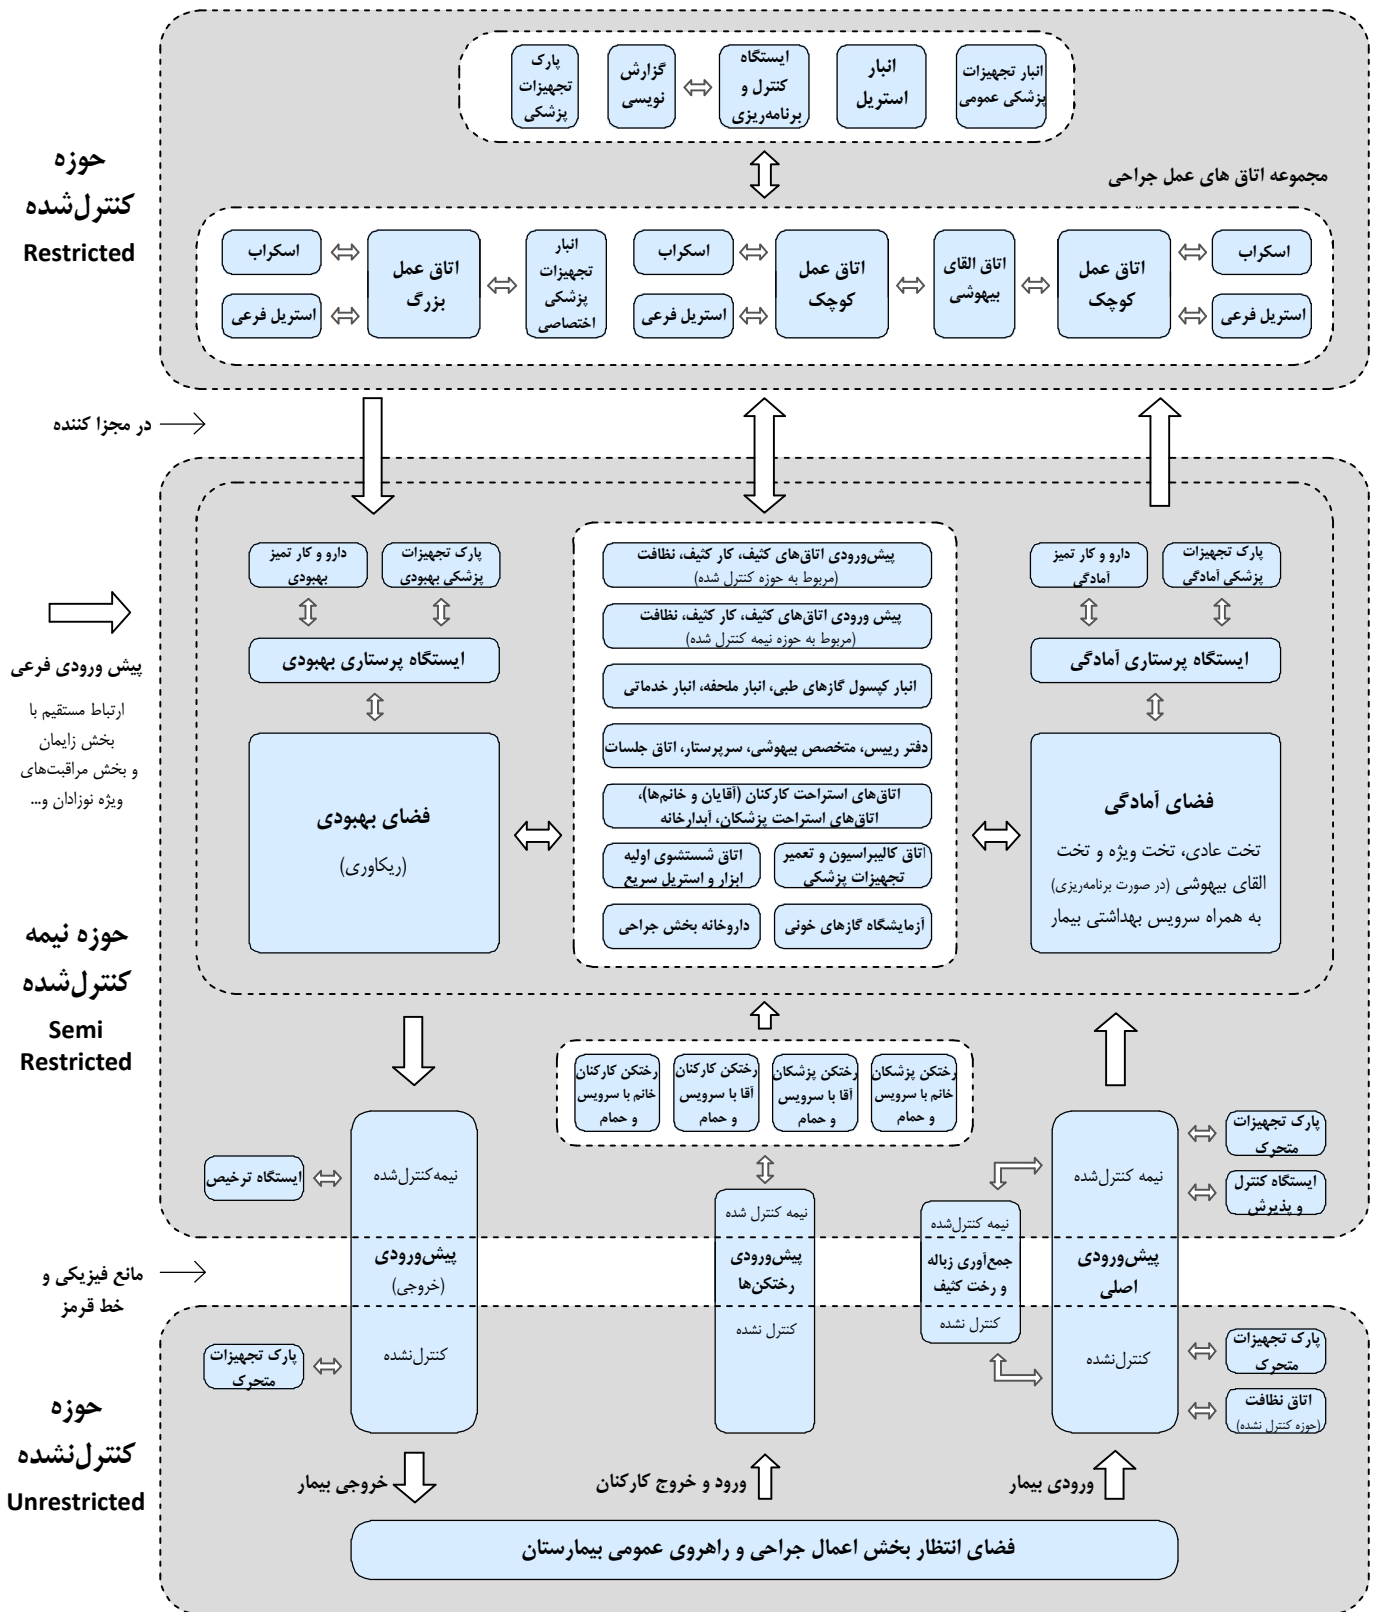 انبار تجهیزات
پزشکی عمومی
انبار
استریل
ایستگاه
کنترل و
برنامه‌ریزی
گزارش
نویسی
پارک
تجهیزات
پزشکی
حوزه
کنترل‌شده
Restricted
مجموعه اتاق های عمل جراحی
اسکراب
استریل فرعی
اتاق عمل
کوچک
اتاق القای
بیهوشی
اتاق عمل
کوچک
اسکراب
استریل فرعی
انبار
تجهیزات
پزشکی
اختصاصی
اتاق عمل
بزرگ
اسکراب
استریل فرعی
در مجزا کننده
پارک تجهیزات
پزشکی آمادگی
دارو و کار تمیز
آمادگی
ایستگاه پرستاری آمادگی
فضای آمادگی
تخت عادی، تخت ویژه و تخت
القای بیهوشی (در صورت برنامه‌ریزی)
به همراه سرویس بهداشتی بیمار
پیش‌ورودی اتاق‌های کثیف، کار کثیف، نظافت
(مربوط به حوزه کنترل شده)
پیش ورودی اتاق‌های کثیف، کار کثیف، نظافت
(مربوط به حوزه نیمه کنترل شده)
انبار کپسول گازهای طبی، انبار ملحفه، انبار خدماتی
دفتر رییس، متخصص بیهوشی، سرپرستار، اتاق جلسات
اتاق‌های استراحت کارکنان (آقایان و خانم‌ها)،
اتاق‌های استراحت پزشکان، آبدارخانه
اتاق کالیبراسیون و تعمیر
تجهیزات پزشکی
اتاق شستشوی اولیه
ابزار و استریل سریع
آزمایشگاه گازهای خونی
داروخانه بخش جراحی
پارک تجهیزات
پزشکی بهبودی
دارو و کار تمیز
بهبودی
ایستگاه پرستاری بهبودی
فضای بهبودی
(ریکاوری)
پیش ورودی فرعی
ارتباط مستقیم با
بخش زایمان
و بخش مراقبت‌های
ویژه نوزادان و...
حوزه نیمه
کنترل‌شده
Semi
Restricted
رختکن پزشکان
خانم با سرویس
و حمام
رختکن پزشکان
آقا با سرویس
و حمام
رختکن کارکنان
آقا با سرویس
و حمام
رختکن کارکنان
خانم با سرویس
و حمام
پارک تجهیزات
متحرک
ایستگاه کنترل
و پذیرش
نیمه کنترل‌شده
پیش‌ورودی
اصلی
کنترل‌نشده
نیمه کنترل‌شده
جمع‌آوری زباله
و رخت کثیف
کنترل نشده
نیمه کنترل شده
پیش‌ورودی
رختکن‌ها
کنترل نشده
نیمه‌کنترل‌شده
پیش‌ورودی
(خروجی)
کنترل‌نشده
ایستگاه ترخیص
مانع فیزیکی و
خط قرمز
پارک تجهیزات
متحرک
اتاق نظافت
(حوزه کنترل نشده)
پارک تجهیزات
متحرک
حوزه
کنترل‌نشده
Unrestricted
ورودی بیمار
ورود و خروج کارکنان
خروجی بیمار
فضای انتظار بخش اعمال جراحی و راهروی عمومی بیمارستان